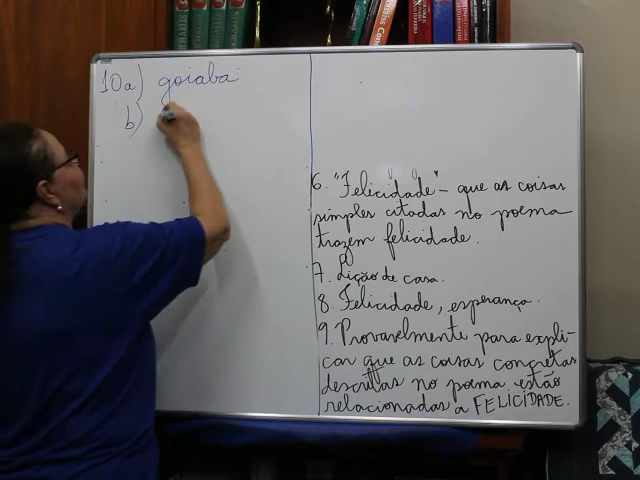 10a) goiaba
b)
6. "Felicidade" - que as coisas
simples citadas no poema
trazem felicidade.
7. Lição de casa.
8. Felicidade, esperança.
9. Provavelmente para expli-
car que as coisas concretas
descritas no poema estão
relacionadas a FELICIDADE.